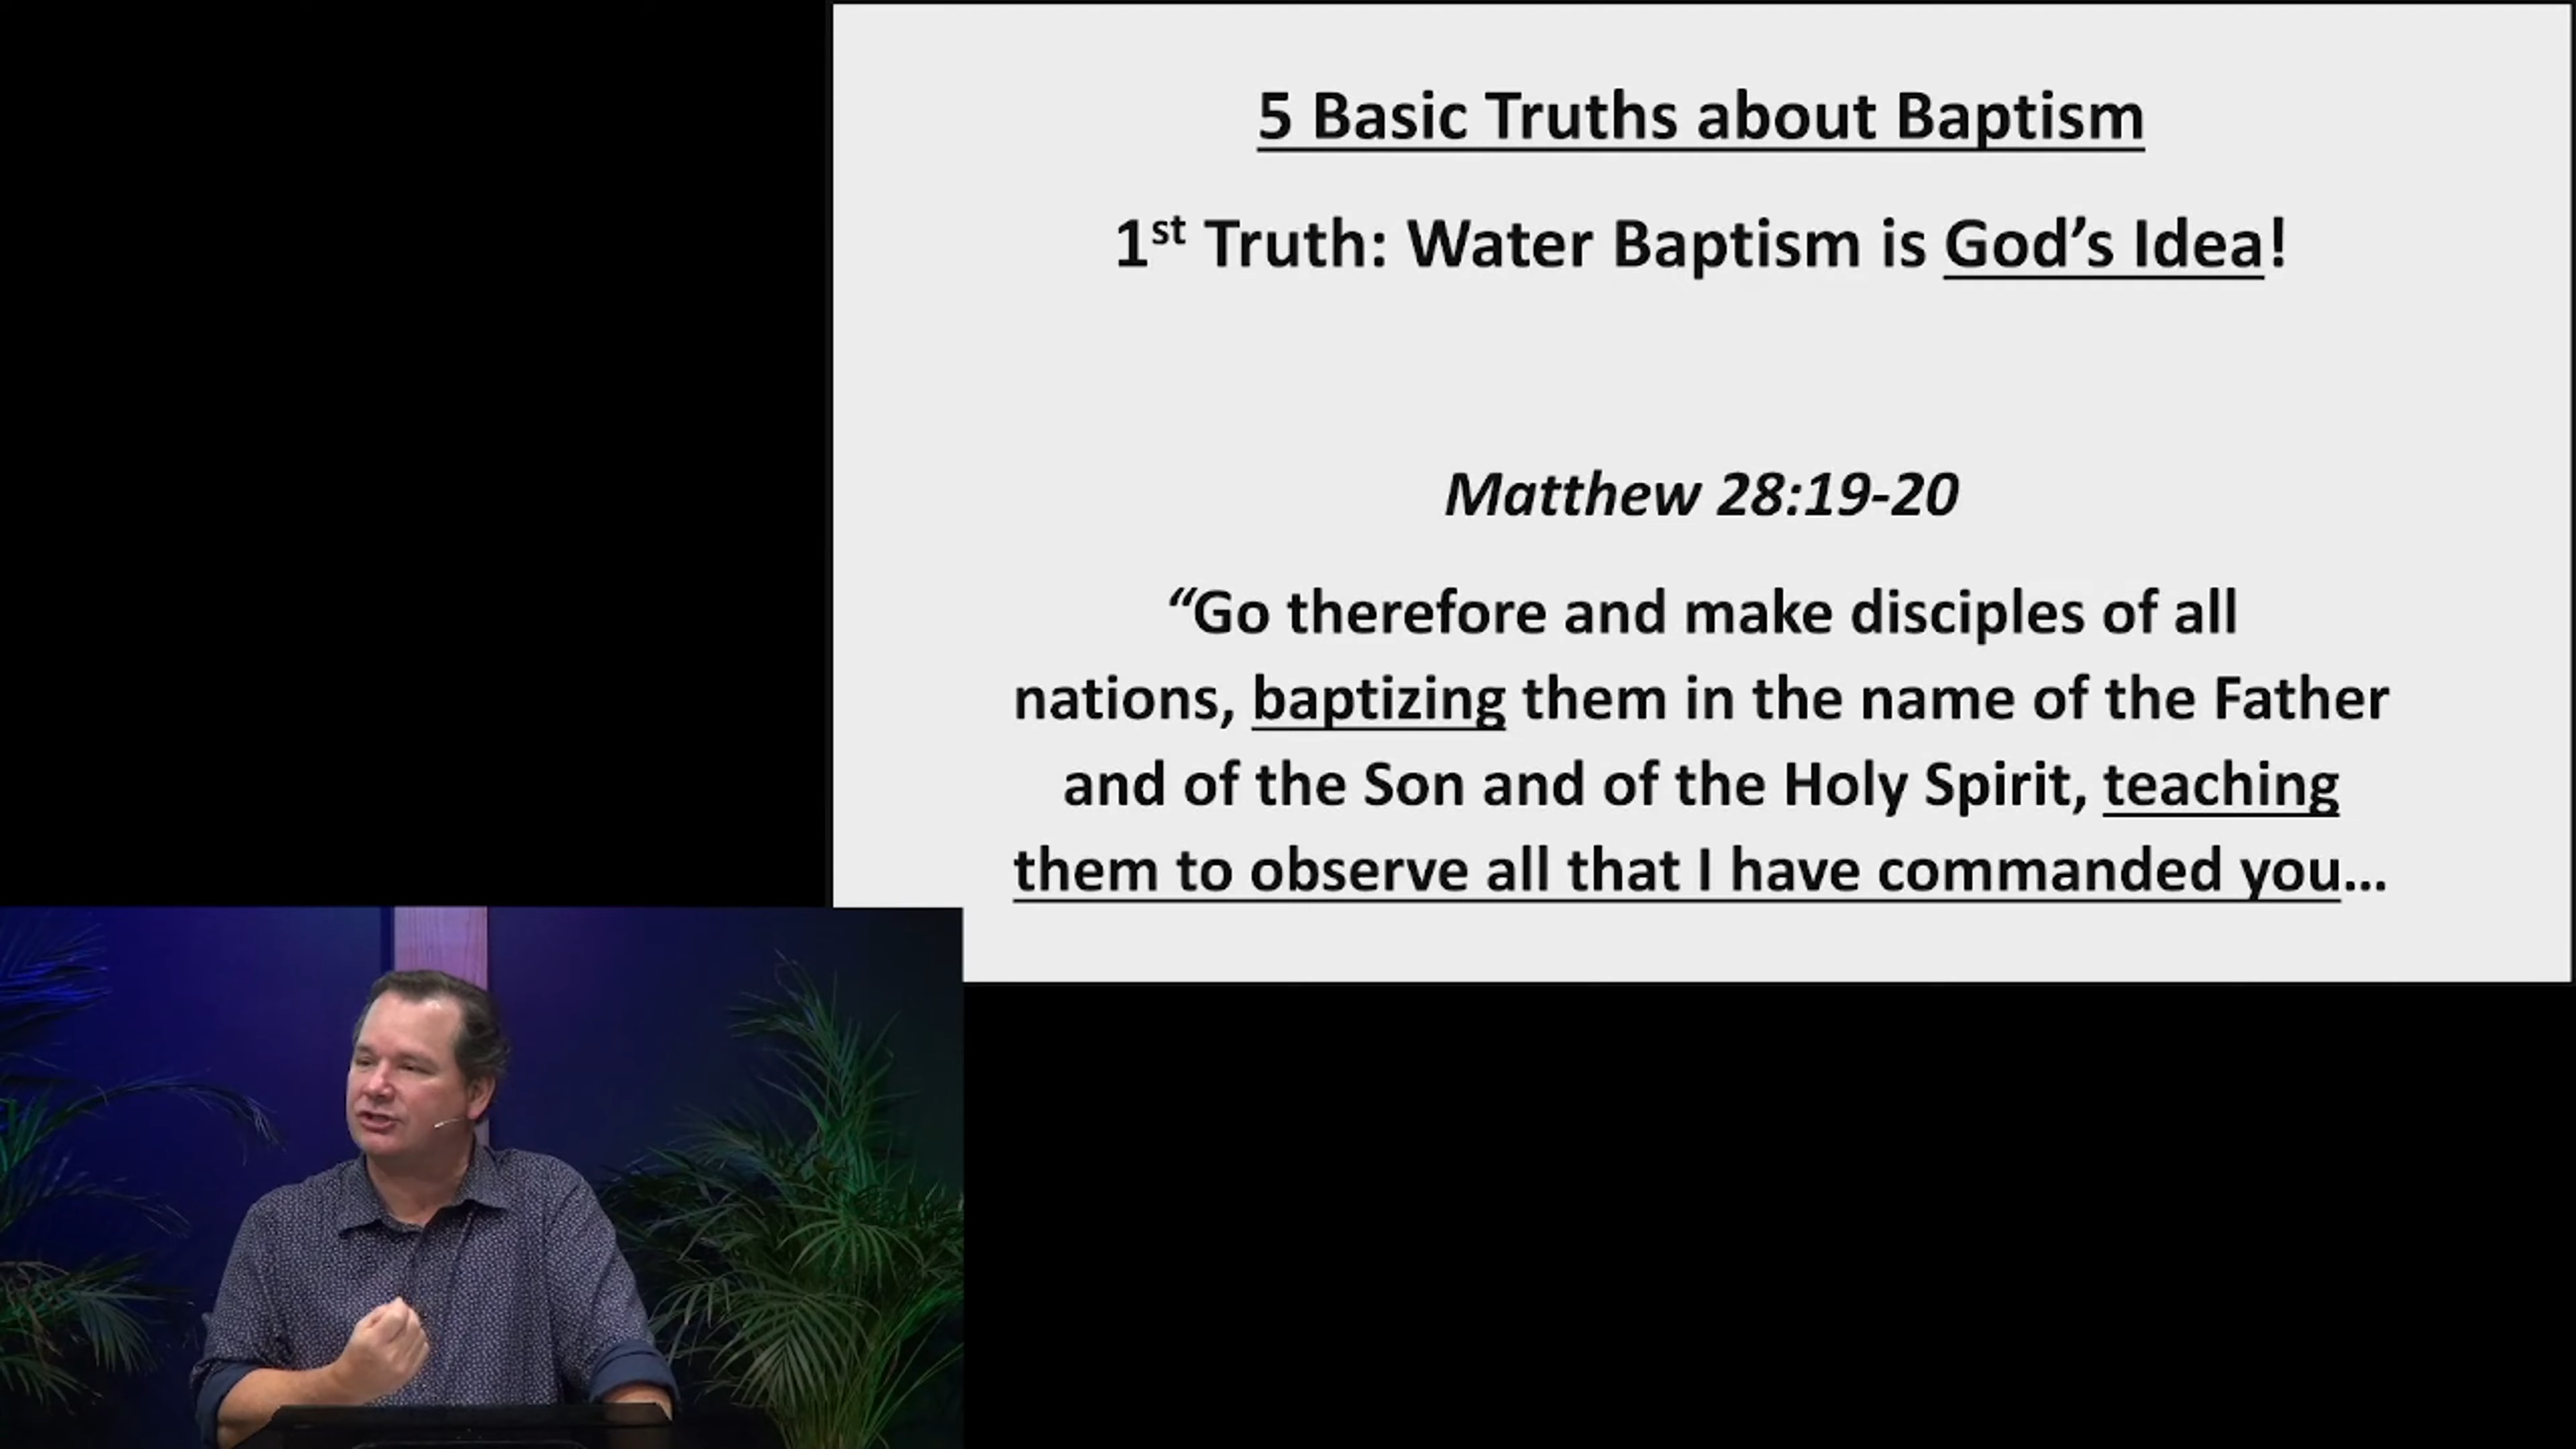 5 Basic Truths about Baptism
1st Truth: Water Baptism is God’s Idea!
Matthew 28:19-20
“Go therefore and make disciples of all
nations, baptizing them in the name of the Father
and of the Son and of the Holy Spirit, teaching
them to observe all that I have commanded you...